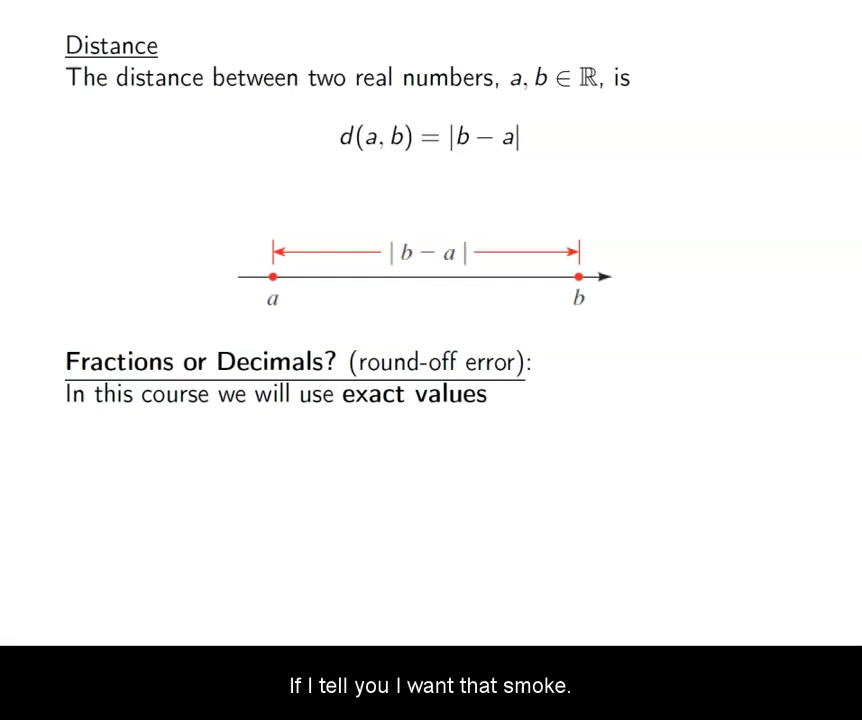 Distance
The distance between two real numbers, a, b ∈ ℝ, is
d(a, b) = |b − a|
| b − a |
a
b
Fractions or Decimals? (round-off error):
In this course we will use exact values
If I tell you I want that smoke.